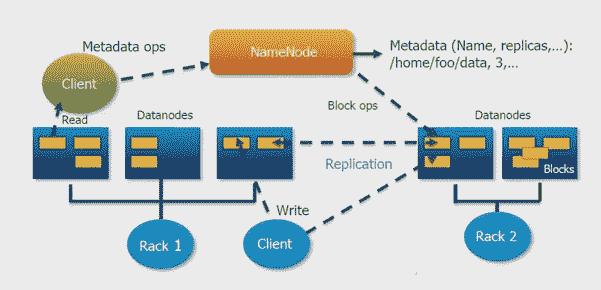 Metadata ops
NameNode
Metadata (Name, replicas,...):
/home/foo/data, 3,...
Client
Block ops
Read
Datanodes
Datanodes
Replication
Blocks
Write
Rack 1
Client
Rack 2